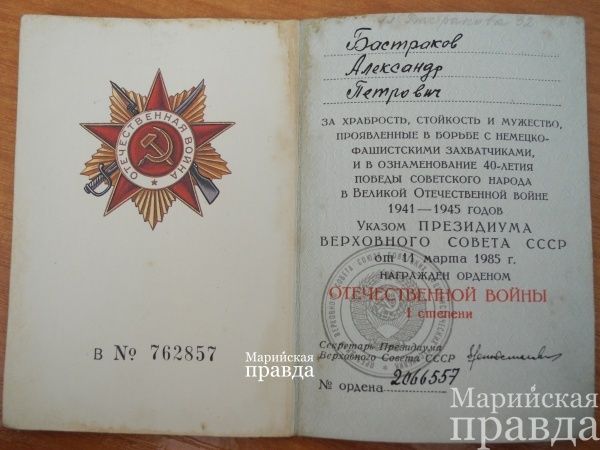 ОТЕЧЕСТВЕННАЯ ВОЙНА
В № 762857
Бастраков
Александр
Петрович
ЗА ХРАБРОСТЬ, СТОЙКОСТЬ И МУЖЕСТВО,
ПРОЯВЛЕННЫЕ В БОРЬБЕ С НЕМЕЦКО-
ФАШИСТСКИМИ ЗАХВАТЧИКАМИ,
И В ОЗНАМЕНОВАНИЕ 40-ЛЕТИЯ
ПОБЕДЫ СОВЕТСКОГО НАРОДА
В ВЕЛИКОЙ ОТЕЧЕСТВЕННОЙ ВОЙНЕ
1941—1945 ГОДОВ
УКАЗОМ ПРЕЗИДИУМА
ВЕРХОВНОГО СОВЕТА СССР
от 11 марта 1985 г.
НАГРАЖДЕН ОРДЕНОМ
ОТЕЧЕСТВЕННОЙ ВОЙНЫ
I степени
Секретарь Президиума
Верховного Совета СССР
№ ордена 2066557
Марийская
правда
Марийская
правда